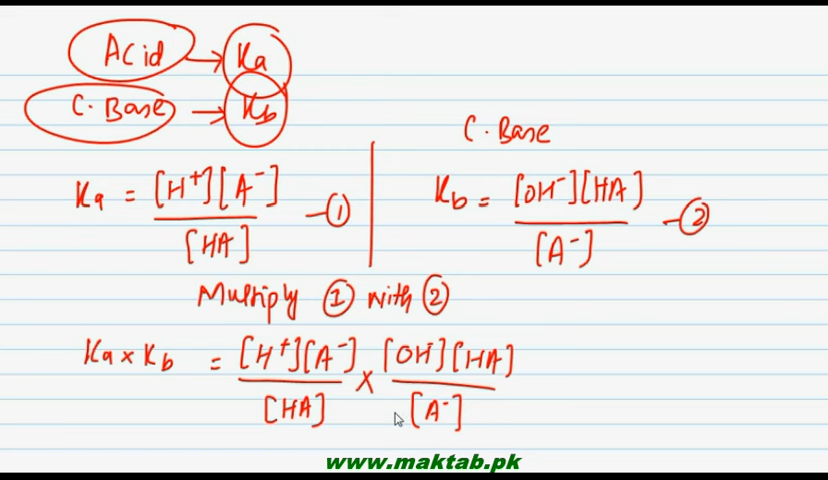 Acid → Ka
C. Base → Kb
C. Base
Ka = [H+][A-] / [HA] —①
Kb = [OH-][HA] / [A-] —②
Multiply ① with ②
Ka x Kb = [H+][A-] / [HA] x [OH-][HA] / [A-]
www.maktab.pk